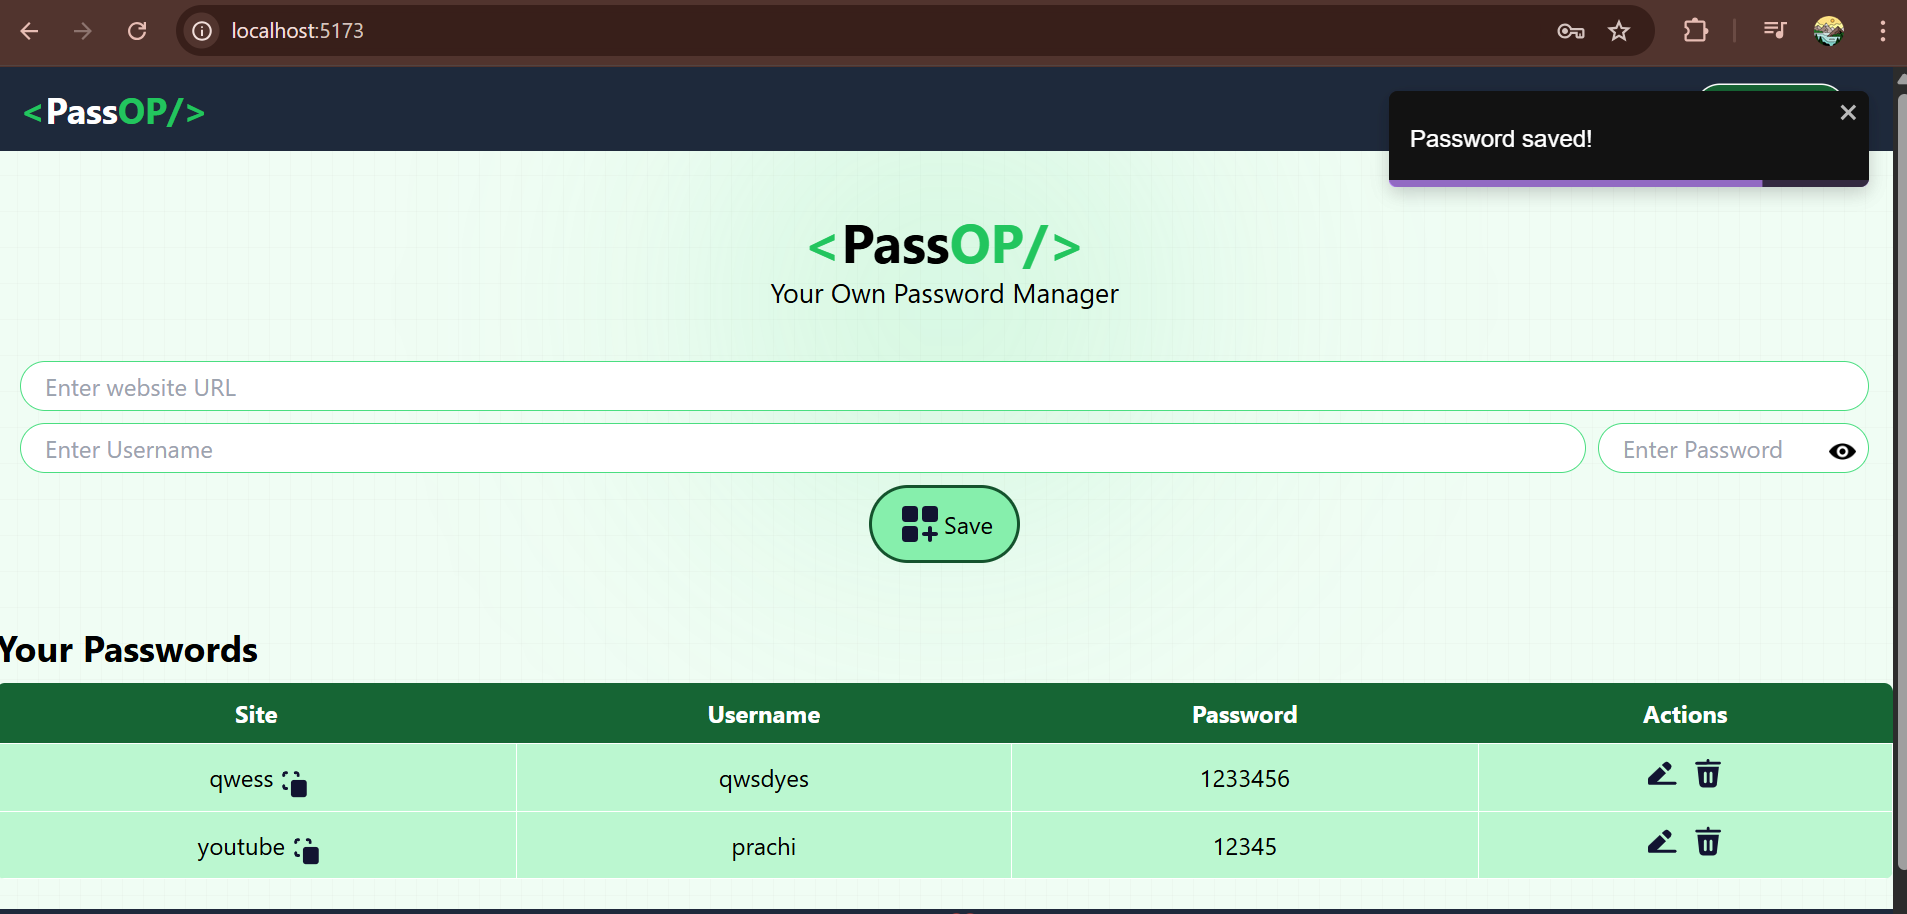 localhost:5173
<PassOP/>
Password saved!
<PassOP/>
Your Own Password Manager
Enter website URL
Enter Username
Enter Password
Save
Your Passwords
Site Username Password Actions
qwess qwsdyes 1233456
youtube prachi 12345